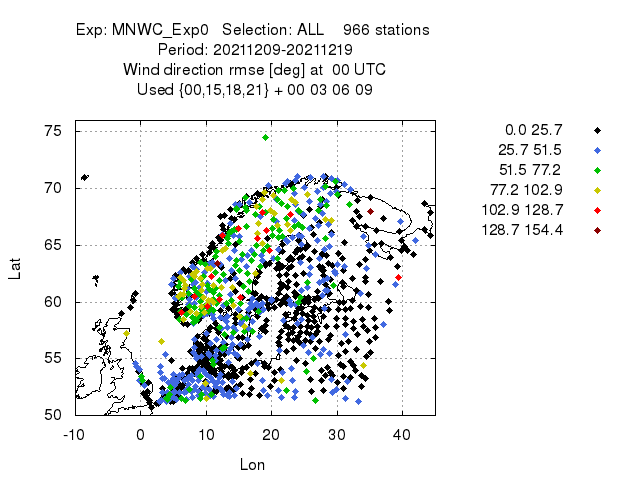 Exp: MNWC_Exp0 Selection: ALL 966 stations
Period: 20211209-20211219
Wind direction rmse [deg] at 00 UTC
Used {00,15,18,21} + 00 03 06 09
0.0 25.7
25.7 51.5
51.5 77.2
77.2 102.9
102.9 128.7
128.7 154.4
75
70
65
60
55
50
Lat
-10 0 10 20 30 40
Lon